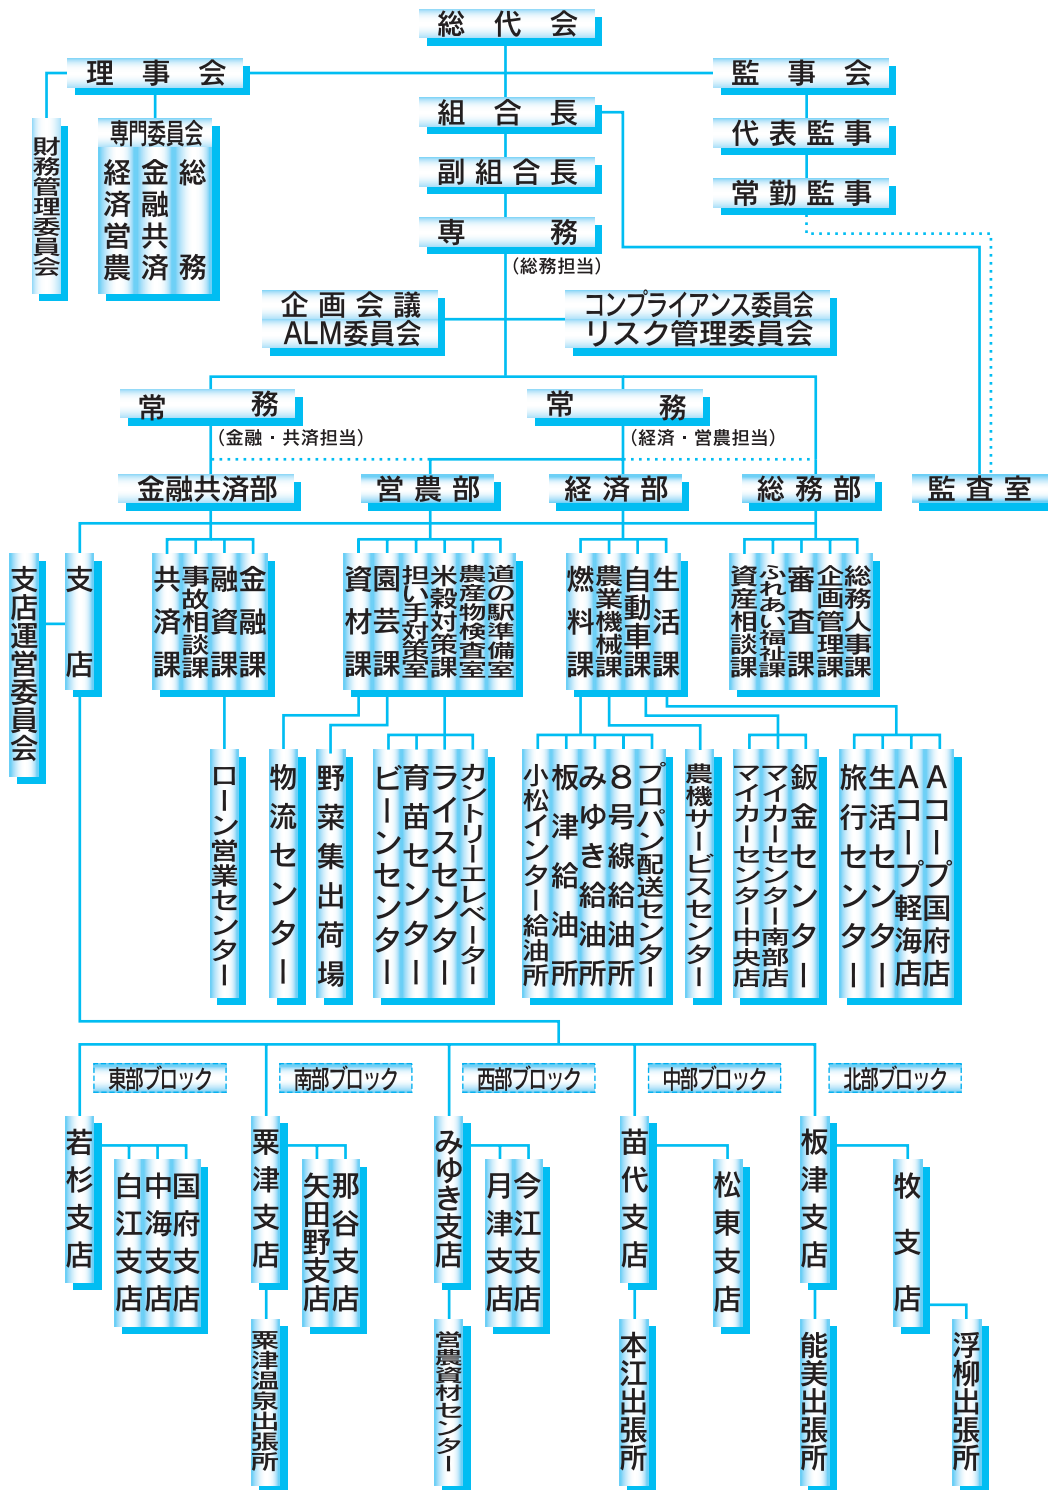 総代会
理事会
監事会
財務管理委員会
専門委員会
総務
金融共済
経済営農
組合長
副組合長
専務
(総務担当)
代表監事
常勤監事
企画会議
ALM委員会
コンプライアンス委員会
リスク管理委員会
常務
(金融・共済担当)
常務
(経済・営農担当)
金融共済部
営農部
経済部
総務部
監査室
支店運営委員会
支店
金融課
融資課
事故相談課
共済課
道の駅準備室
農産物検査室
米穀対策課
担い手対策室
園芸課
資材課
生活課
自動車課
農業機械課
燃料課
総務人事課
企画管理課
審査課
ふれあい福祉課
資産相談課
ローン営業センター
物流センター
野菜集出荷場
カントリーエレベーター
ライスセンター
育苗センター
ビーンセンター
プロパン配送センター
8号線給油所
みゆき給油所
板津給油所
小松インター給油所
農機サービスセンター
鈑金センター
マイカーセンター南部店
マイカーセンター中央店
Aコープ国府店
Aコープ軽海店
生活センター
旅行センター
東部ブロック
南部ブロック
西部ブロック
中部ブロック
北部ブロック
若杉支店
国府支店
中海支店
白江支店
粟津支店
那谷支店
矢田野支店
粟津温泉出張所
みゆき支店
今江支店
月津支店
営農資材センター
苗代支店
松東支店
本江出張所
板津支店
牧支店
能美出張所
浮柳出張所